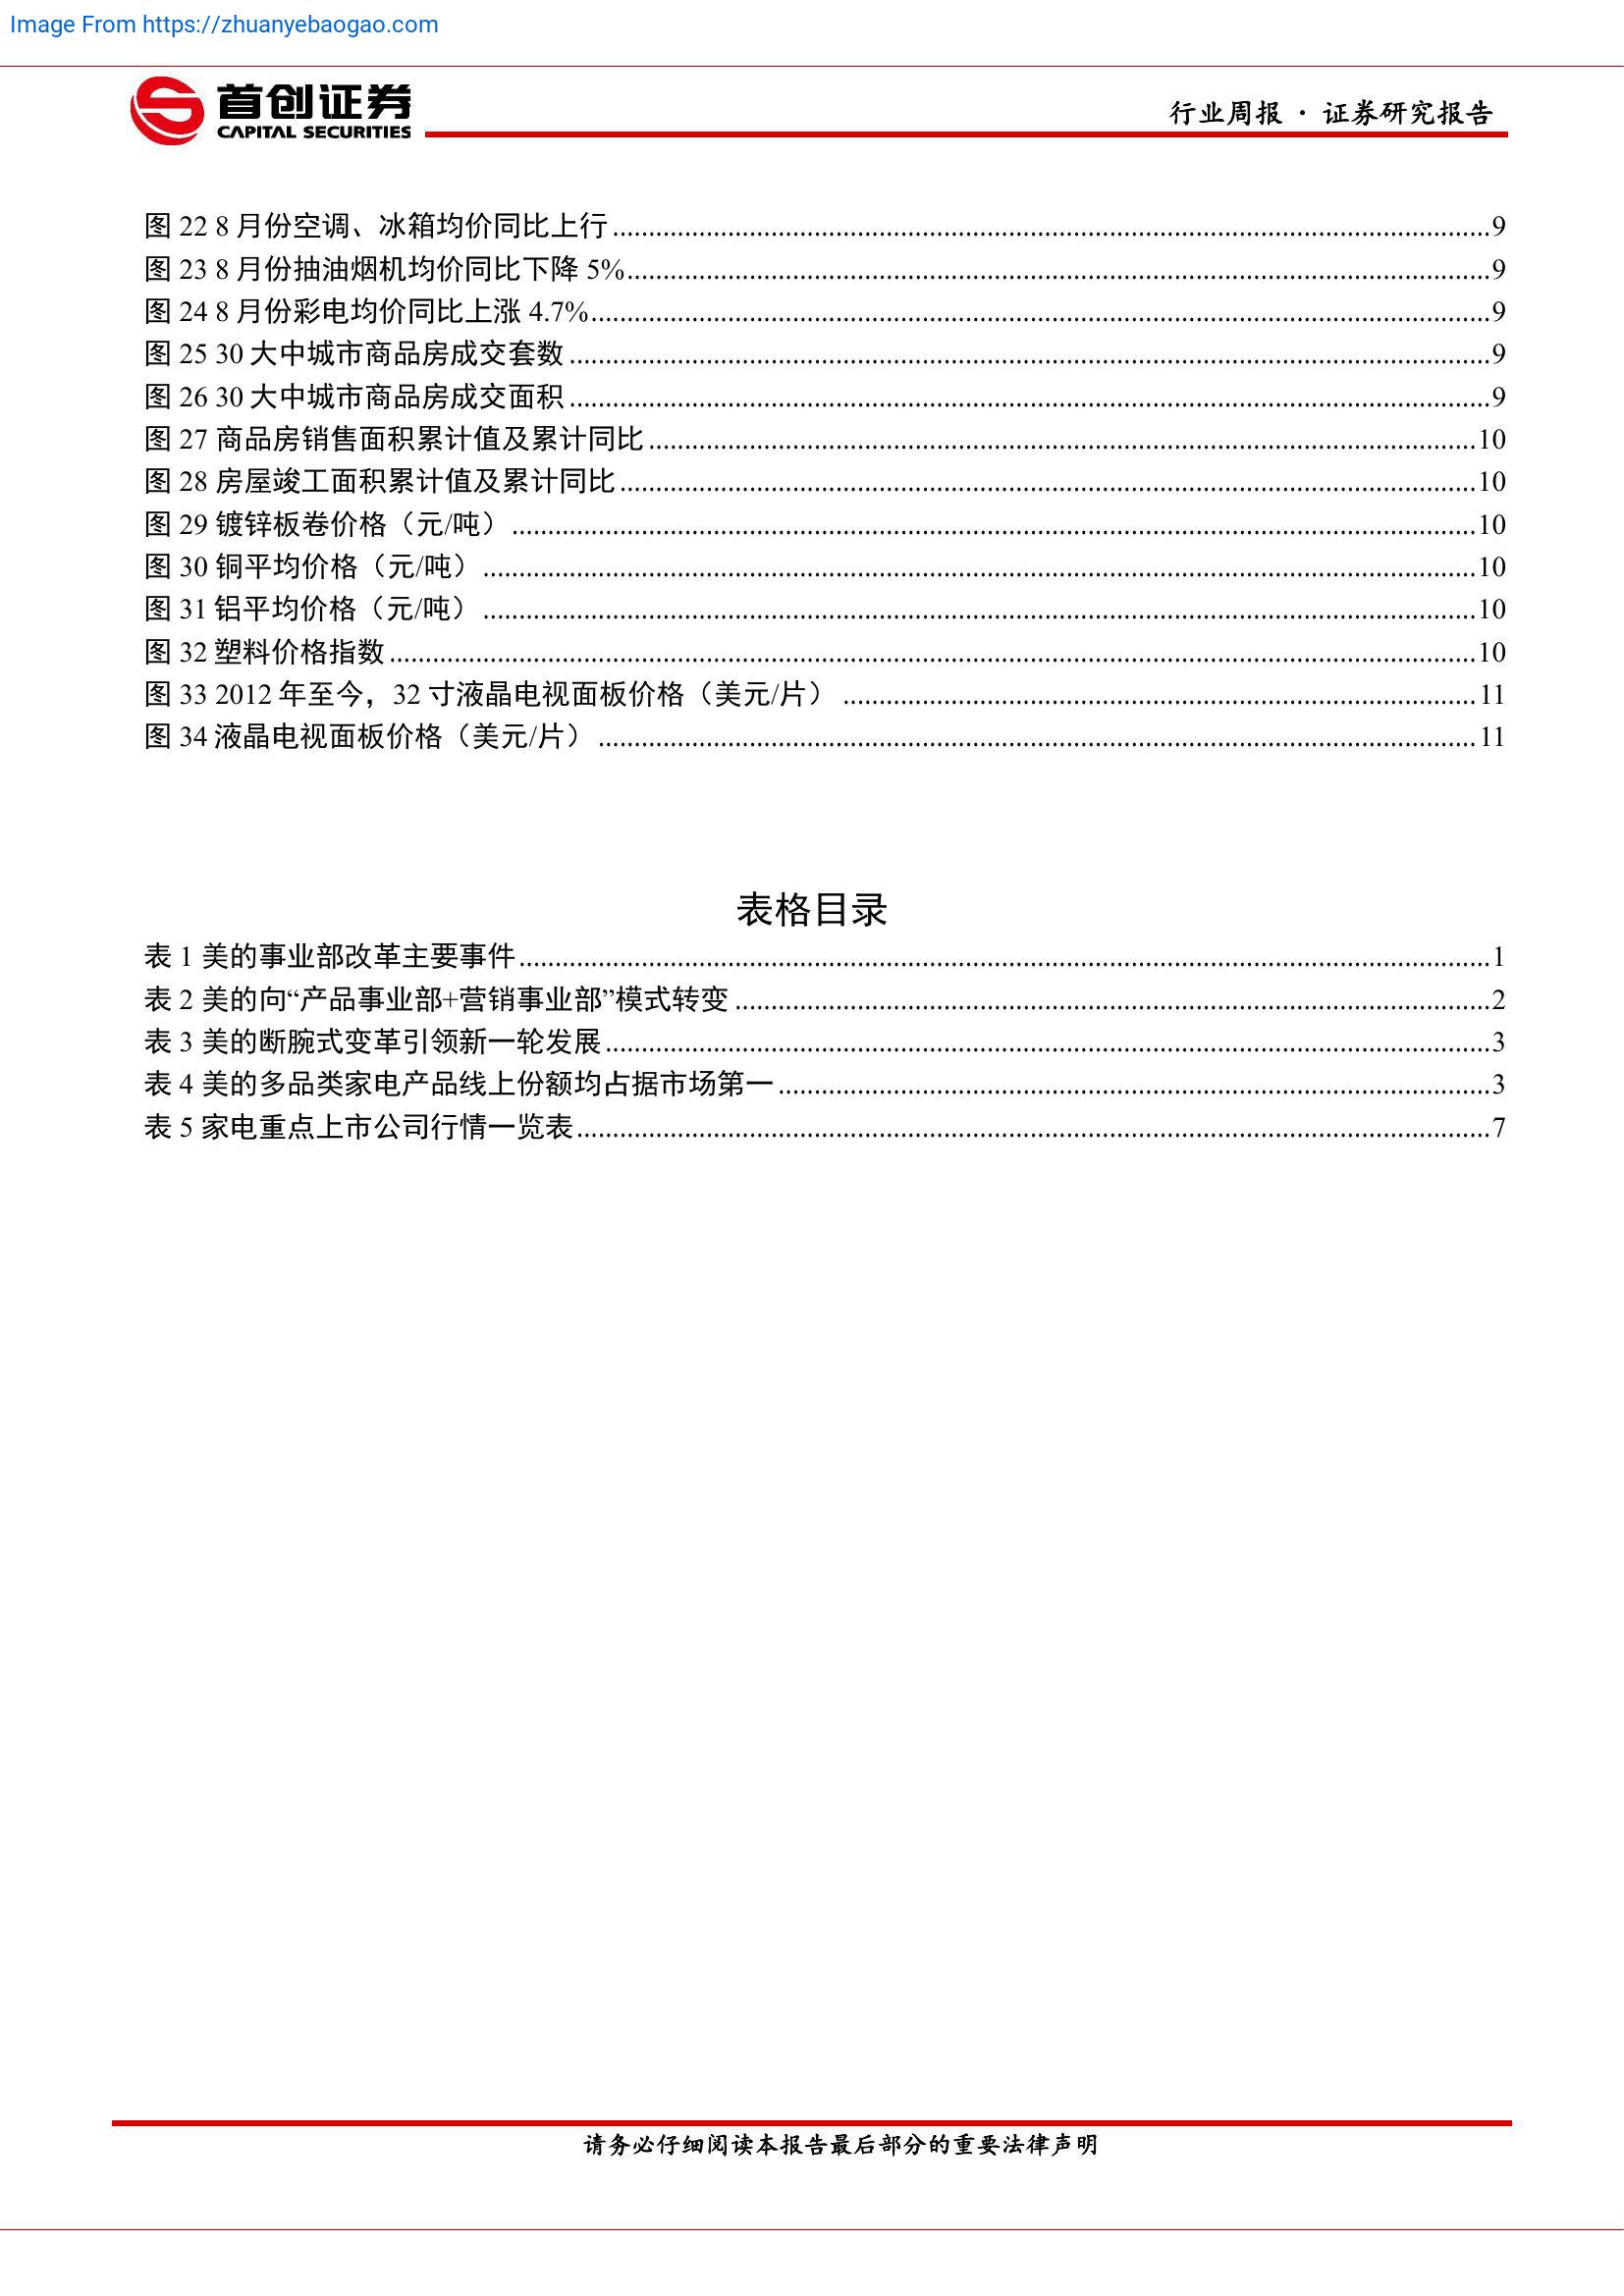 Image From https://zhuanyebaogao.com
首创证券
CAPITAL SECURITIES
行业周报 · 证券研究报告
图 22 8 月份空调、冰箱均价同比上行 9
图 23 8 月份抽油烟机均价同比下降 5% 9
图 24 8 月份彩电均价同比上涨 4.7% 9
图 25 30 大中城市商品房成交套数 9
图 26 30 大中城市商品房成交面积 9
图 27 商品房销售面积累计值及累计同比 10
图 28 房屋竣工面积累计值及累计同比 10
图 29 镀锌板卷价格（元/吨） 10
图 30 铜平均价格（元/吨） 10
图 31 铝平均价格（元/吨） 10
图 32 塑料价格指数 10
图 33 2012 年至今，32 寸液晶电视面板价格（美元/片） 11
图 34 液晶电视面板价格（美元/片） 11
表格目录
表 1 美的事业部改革主要事件 1
表 2 美的向“产品事业部+营销事业部”模式转变 2
表 3 美的断腕式变革引领新一轮发展 3
表 4 美的多品类家电产品线上份额均占据市场第一 3
表 5 家电重点上市公司行情一览表 7
请务必仔细阅读本报告最后部分的重要法律声明